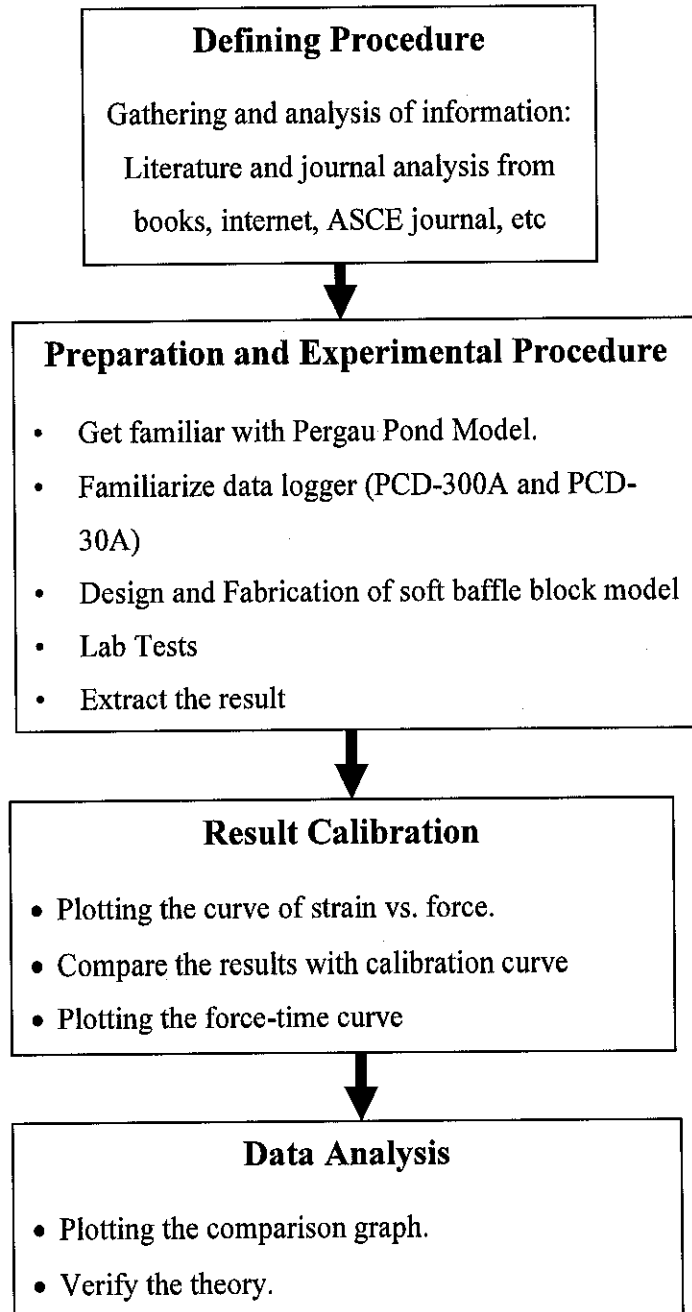 Defining Procedure
Gathering and analysis of information:
Literature and journal analysis from
books, internet, ASCE journal, etc
Preparation and Experimental Procedure
• Get familiar with Pergau Pond Model.
• Familiarize data logger (PCD-300A and PCD-
30A)
• Design and Fabrication of soft baffle block model
• Lab Tests
• Extract the result
Result Calibration
• Plotting the curve of strain vs. force.
• Compare the results with calibration curve
• Plotting the force-time curve
Data Analysis
• Plotting the comparison graph.
• Verify the theory.